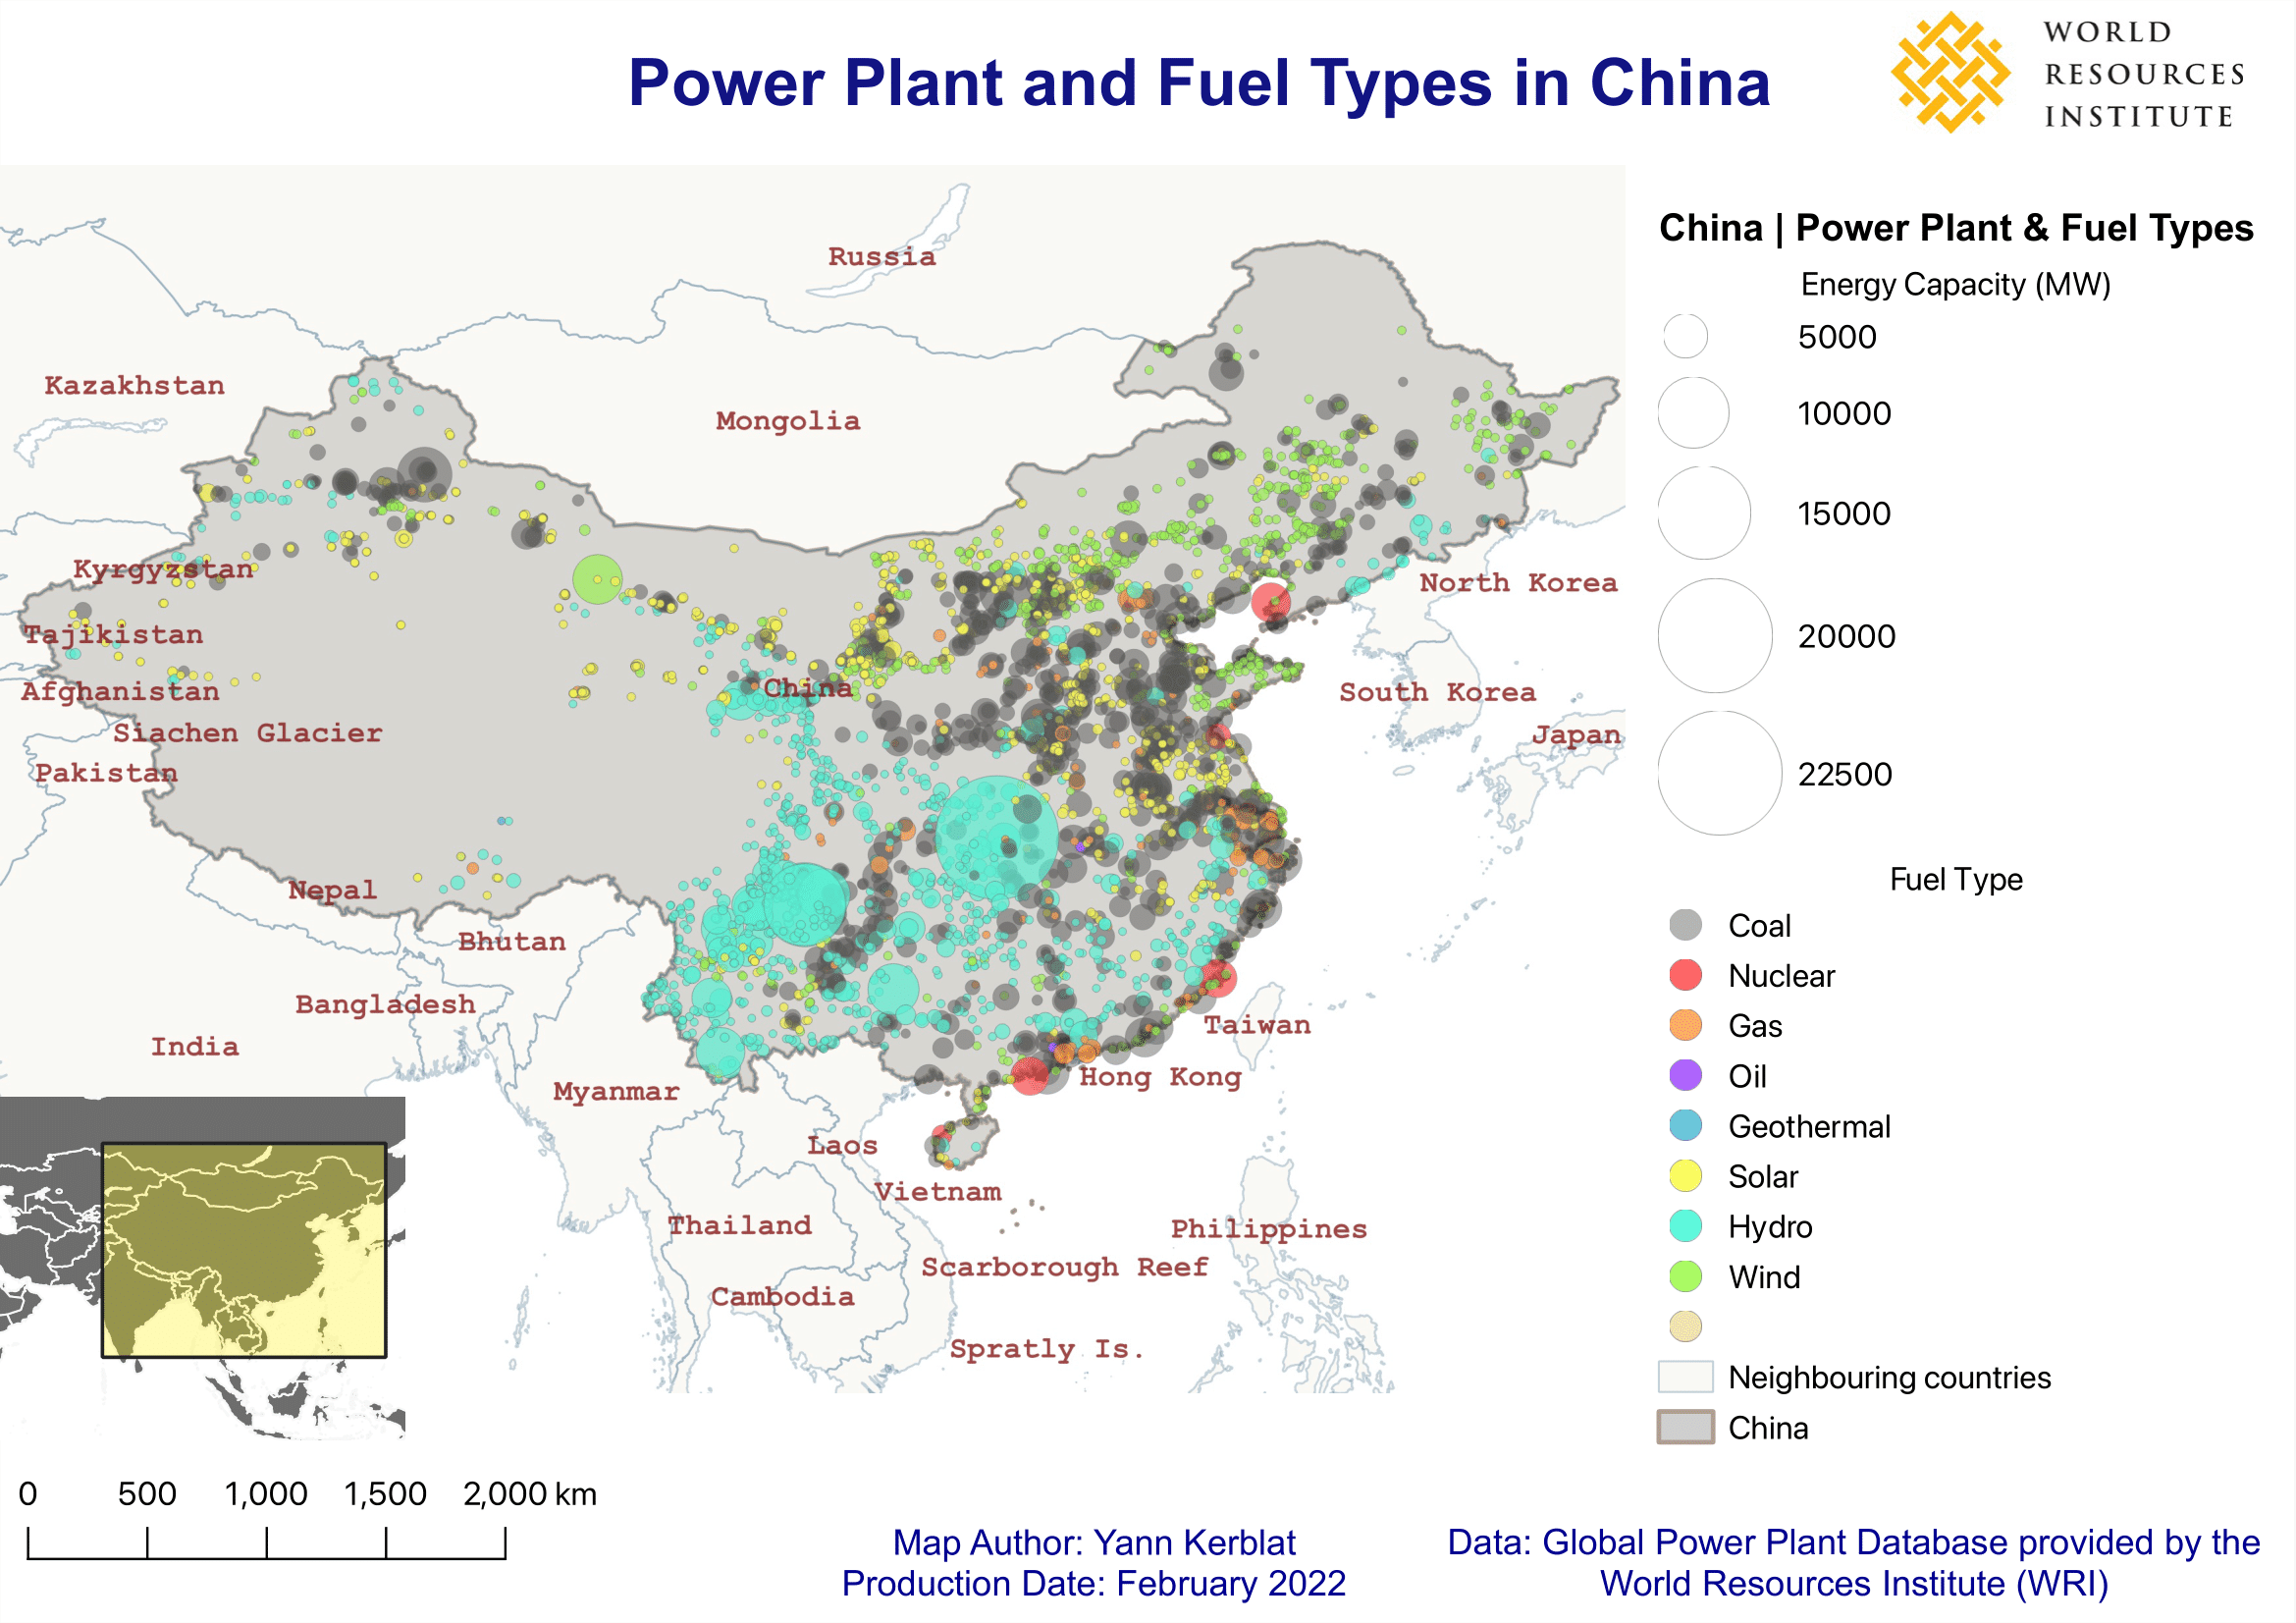 Power Plant and Fuel Types in China
WORLD
RESOURCES
INSTITUTE
Russia
Kazakhstan
Mongolia
Kyrgyzstan
North Korea
Tajikistan
Afghanistan
China
South Korea
Siachen Glacier
Japan
Pakistan
Nepal
Bhutan
Bangladesh
India
Taiwan
Myanmar
Hong Kong
Laos
Vietnam
Thailand
Philippines
Scarborough Reef
Cambodia
Spratly Is.
China | Power Plant & Fuel Types
Energy Capacity (MW)
5000
10000
15000
20000
22500
Fuel Type
Coal
Nuclear
Gas
Oil
Geothermal
Solar
Hydro
Wind
Neighbouring countries
China
0 500 1,000 1,500 2,000 km
Map Author: Yann Kerblat
Production Date: February 2022
Data: Global Power Plant Database provided by the
World Resources Institute (WRI)